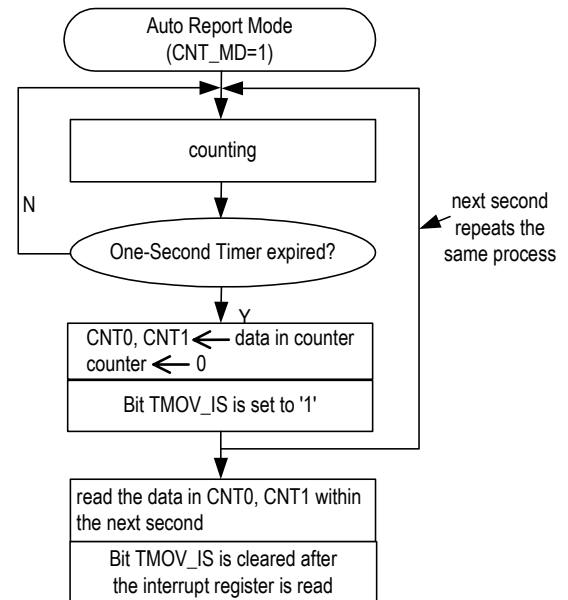 Auto Report Mode
(CNT_MD=1)
counting
N
next second
repeats the
same process
One-Second Timer expired?
Y
CNT0, CNT1 ← data in counter
counter ← 0
Bit TMOV_IS is set to '1'
read the data in CNT0, CNT1 within
the next second
Bit TMOV_IS is cleared after
the interrupt register is read